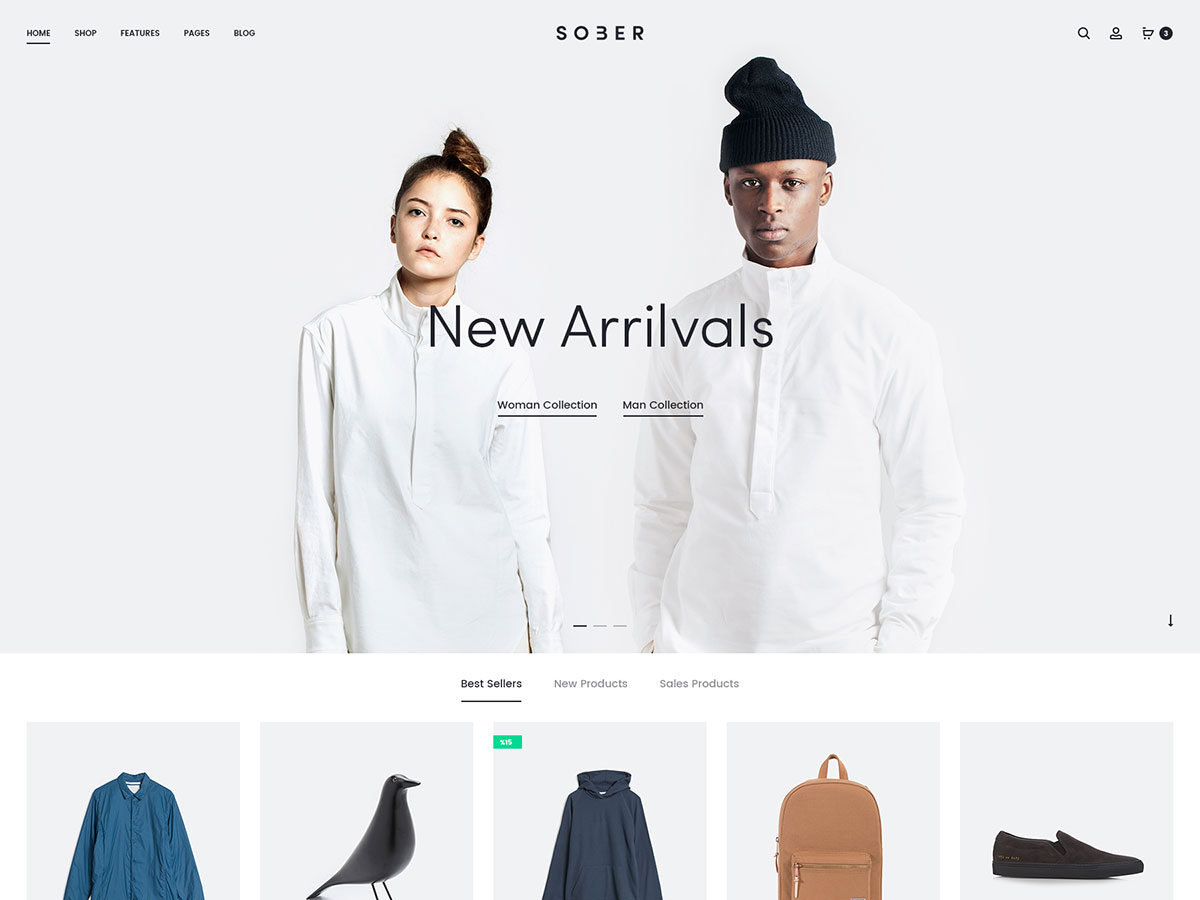 HOME SHOP FEATURES PAGES BLOG
SOBER
3
New Arrilvals
Woman Collection Man Collection
Best Sellers New Products Sales Products
%15